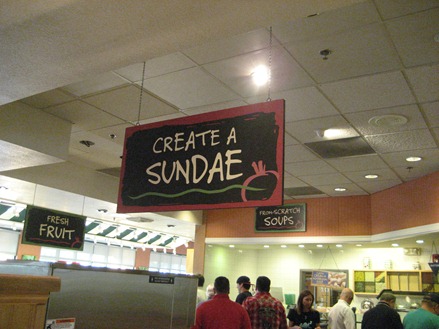 CREATE A
SUNDAE
FRESH
FRUIT
FROM-SCRATCH
SOUPS